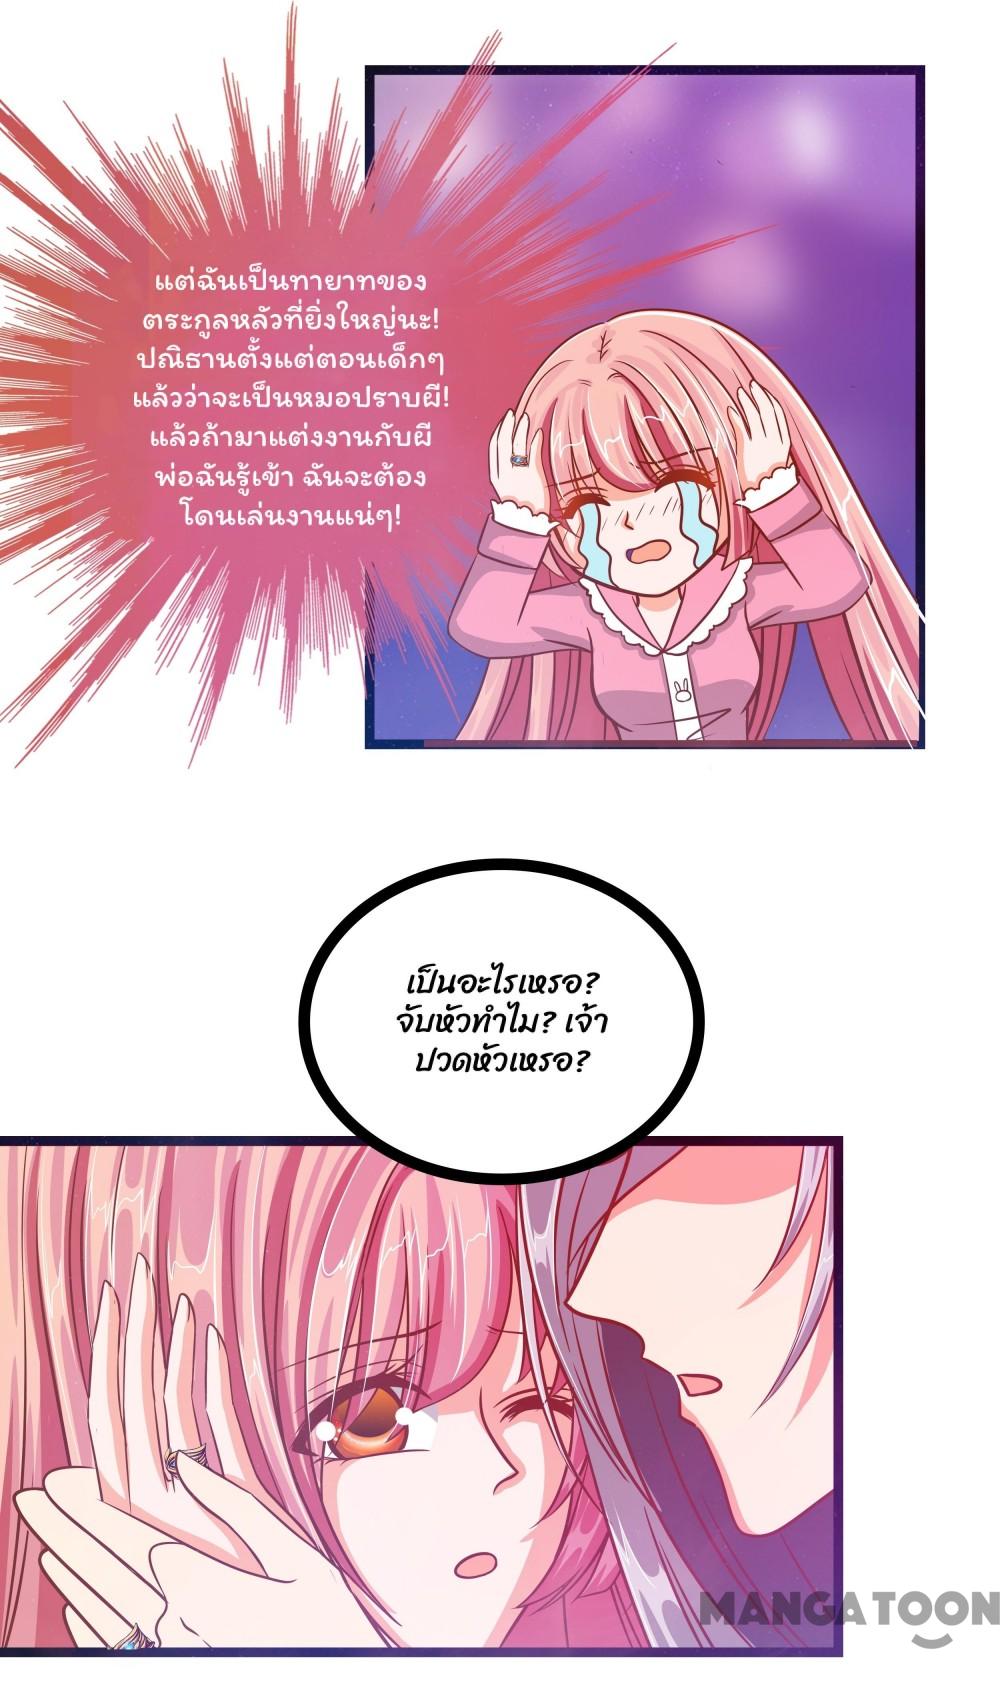 แต่ฉันเป็นทายาทของ
ตระกูลหลัวที่ยิ่งใหญ่นะ!
ปณิธานตั้งแต่ตอนเด็กๆ
แล้วว่าจะเป็นหมอปราบผี!
แล้วถ้ามาแต่งงานกับผี
พ่อฉันรู้เข้า ฉันจะต้อง
โดนเล่นงานแน่ๆ!
เป็นอะไรเหรอ?
จับหัวทำไม? เจ้า
ปวดหัวเหรอ?
MANGATOON